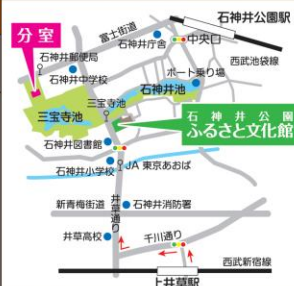 石神井公園駅
分室
富士街道
石神井庁舎
中央口
西武池袋線
石神井郵便局
石神井中学校
ボート乗り場
石神井池
三宝寺池
三宝寺池
石神井公園
ふるさと文化館
石神井図書館
石神井小学校
JA 東京あおば
新青梅街道
石神井消防署
井草通り
井草高校
千川通り
西武新宿線
上井草駅